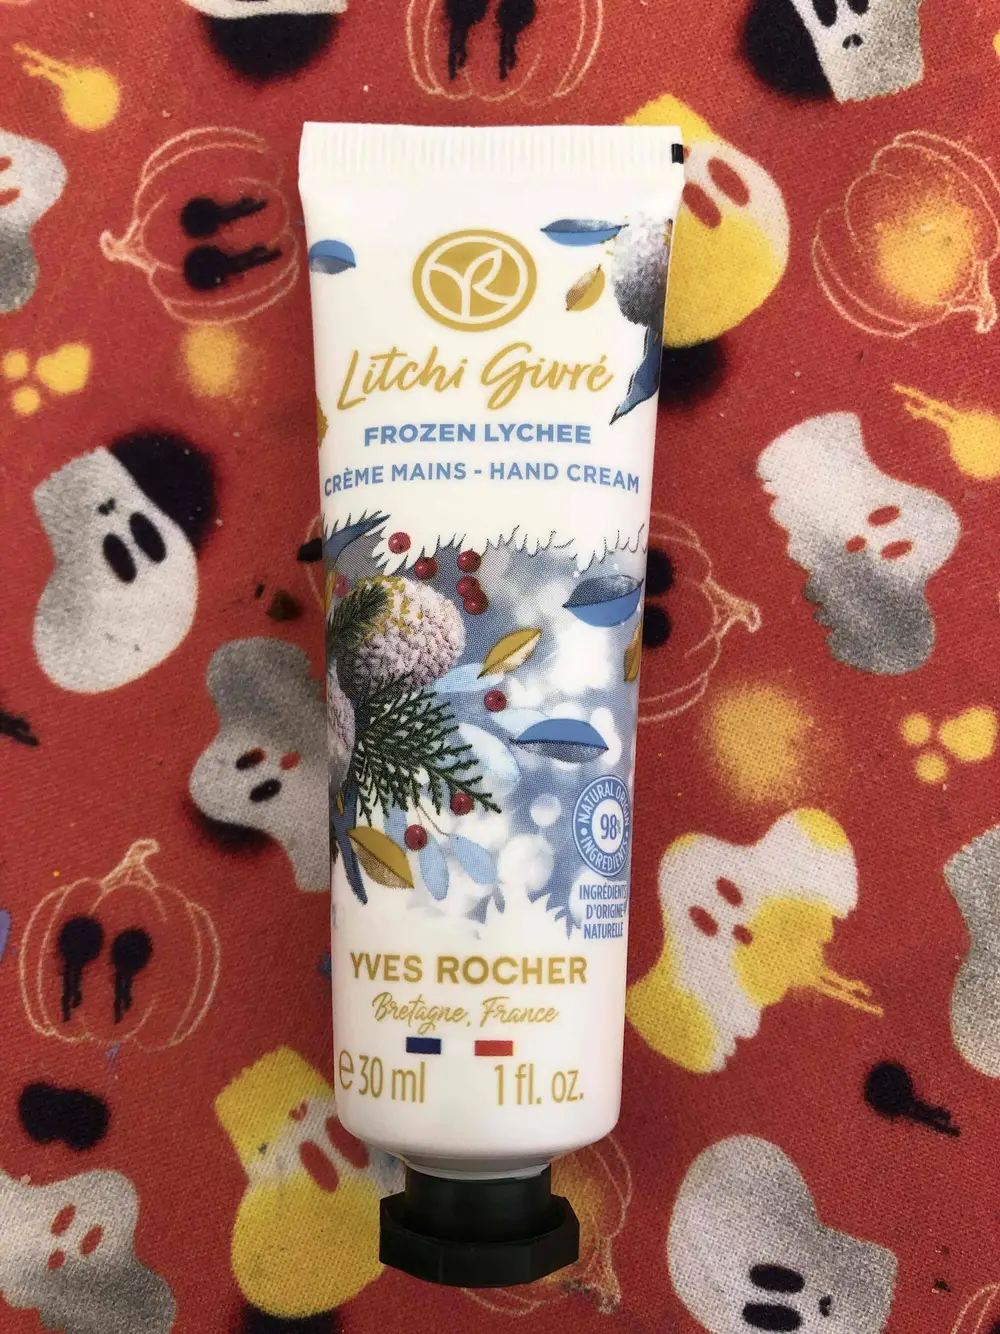 YR
Litchi Givré
FROZEN LYCHEE
CRÈME MAINS - HAND CREAM
NATURAL ORIGIN
98%
INGREDIENTS
INGRÉDIENTS
D'ORIGINE
NATURELLE
YVES ROCHER
Bretagne, France
e 30 ml 1 fl. oz.